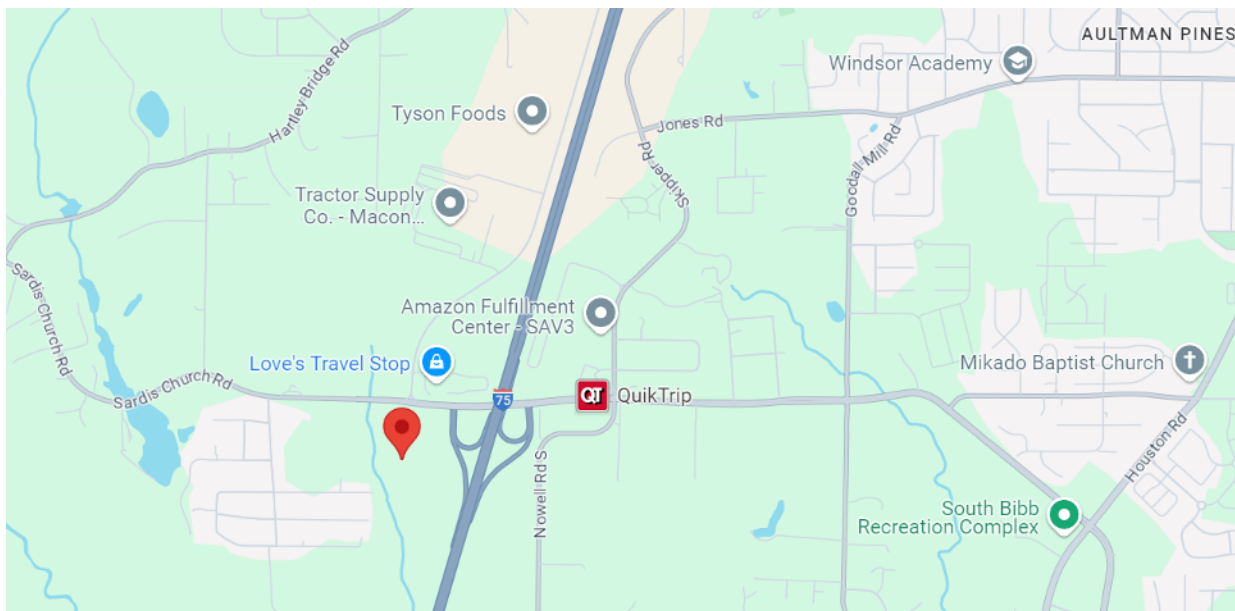 AULTMAN PINES
Windsor Academy
Hartley Bridge Rd
Tyson Foods
Jones Rd
Skipper Rd
Goodall Mill Rd
Tractor Supply
Co. - Macon...
Sardis Church Rd
Amazon Fulfillment
Center - SAV3
Love's Travel Stop
Mikado Baptist Church
Sardis Church Rd
75
QT
QuikTrip
Houston Rd
Nowell Rd S
South Bibb
Recreation Complex